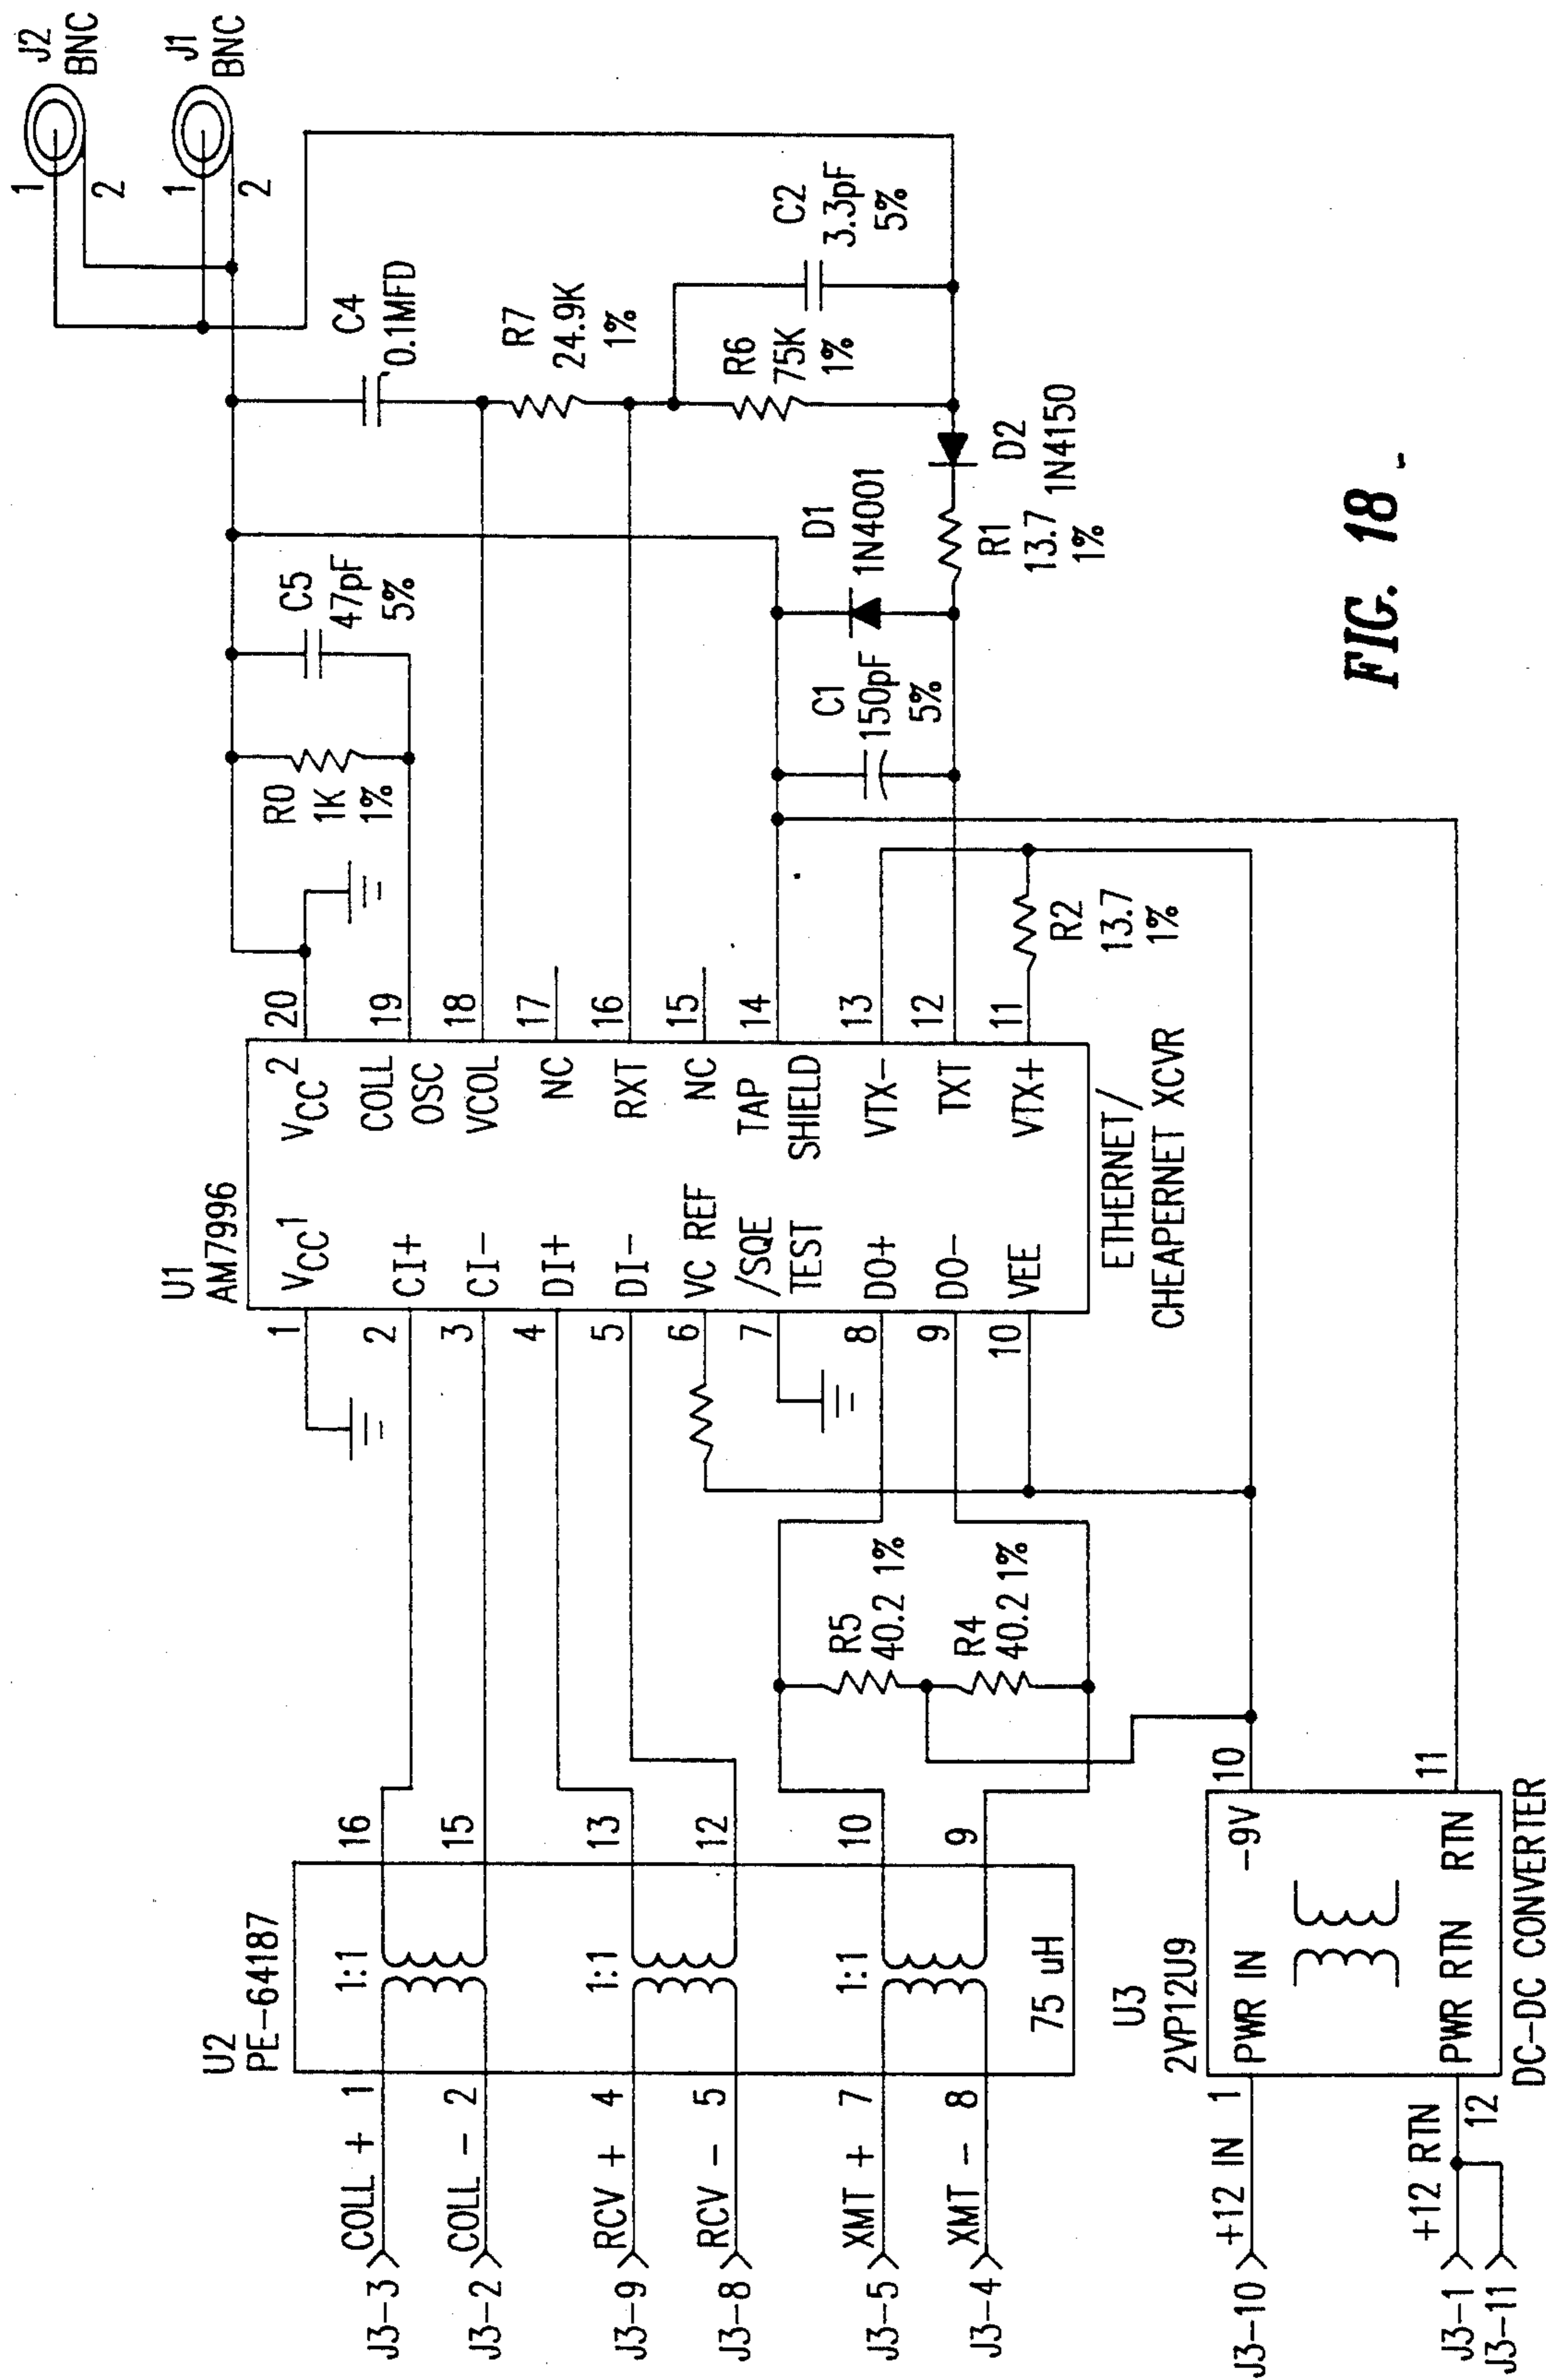 J3-3
COLL + 1
J3-2
COLL - 2
J3-9
RCV + 4
J3-8
RCV - 5
J3-5
XMT + 7
J3-4
XMT - 8
J3-10
+12 IN 1
J3-1
+12 RTN
J3-11
12
U2
PE-64187
1:1
16
15
1:1
13
12
1:1
10
9
75 uH
U3
2VP12U9
PWR IN -9V
10
PWR RTN RTN
11
DC-DC CONVERTER
R5
40.2 1%
R4
40.2 1%
U1
AM7996
1
VCC1
VCC2
20
2
CI+
COLL
OSC
19
3
CI-
VCOL
18
4
DI+
NC
17
5
DI-
RXT
16
6
VC REF
NC
15
7
/SQE
TEST
TAP
SHIELD
14
8
DO+
VTX-
13
9
DO-
TXT
12
10
VEE
VTX+
11
ETHERNET/
CHEAPERNET XCVR
R0
1K
1%
C5
47pF
5%
C4
0.1MFD
R7
24.9K
1%
R6
75K
1%
C2
3.3pF
5%
C1
150pF
5%
D1
1N4001
R1
13.7
1%
D2
1N4150
R2
13.7
1%
1
2
J2
BNC
1
2
J1
BNC
FIG. 18